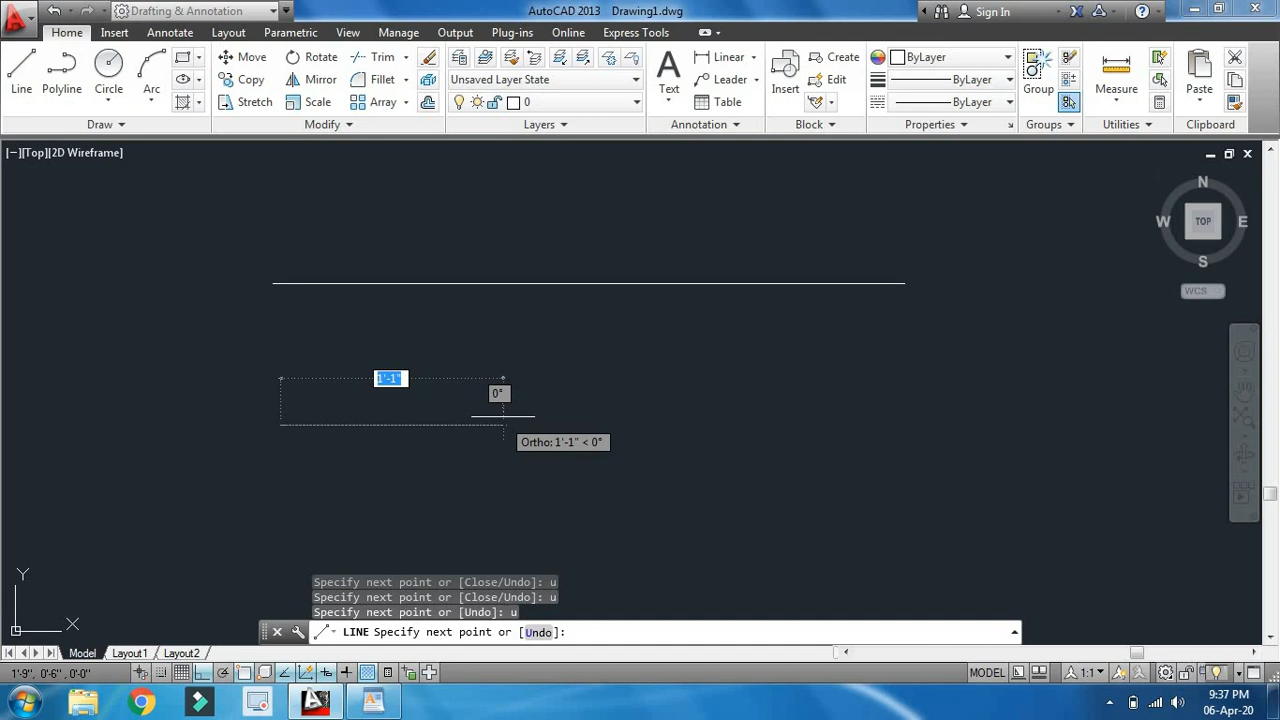 Drafting & Annotation
AutoCAD 2013 Drawing1.dwg
Sign In
Home Insert Annotate Layout Parametric View Manage Output Plug-ins Online Express Tools
Line
Polyline
Circle
Arc
Draw
Move
Rotate
Trim
Copy
Mirror
Fillet
Stretch
Scale
Array
Modify
Unsaved Layer State
0
Layers
Text
Linear
Leader
Table
Annotation
Insert
Create
Edit
Block
ByLayer
ByLayer
ByLayer
Properties
Group
Groups
Measure
Utilities
Paste
Clipboard
[−][Top][2D Wireframe]
N
W
TOP
E
S
WCS
1'-1"
0°
Ortho: 1'-1" < 0°
Y
X
Specify next point or [Close/Undo]: u
Specify next point or [Close/Undo]: u
Specify next point or [Undo]: u
LINE Specify next point or [Undo]:
Model Layout1 Layout2
1'-9", 0'-6", 0'-0"
MODEL
1:1
9:37 PM
06-Apr-20